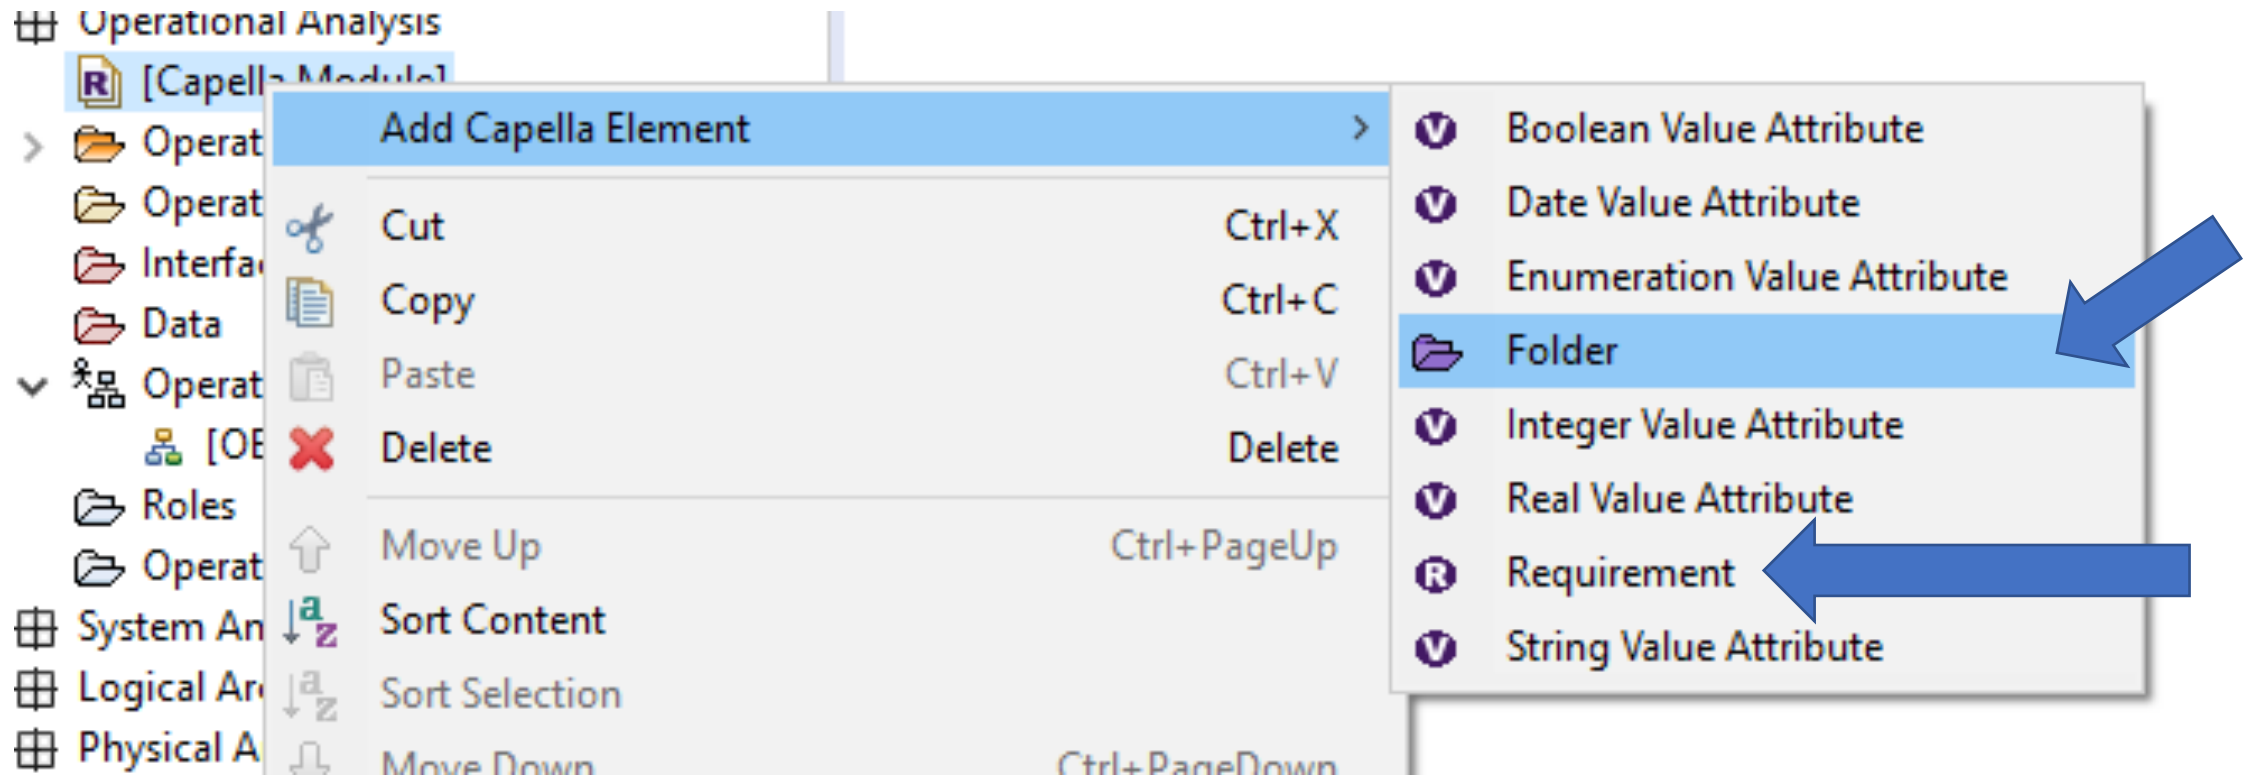 Operational Analysis
[Capella Module]
Operat
Operat
Interfa
Data
Operat
[OE
Roles
Operat
System An
Logical Ar
Physical A
Add Capella Element
Cut Ctrl+X
Copy Ctrl+C
Paste Ctrl+V
Delete Delete
Move Up Ctrl+PageUp
Sort Content
Sort Selection
Move Down Ctrl+PageDown
Boolean Value Attribute
Date Value Attribute
Enumeration Value Attribute
Folder
Integer Value Attribute
Real Value Attribute
Requirement
String Value Attribute